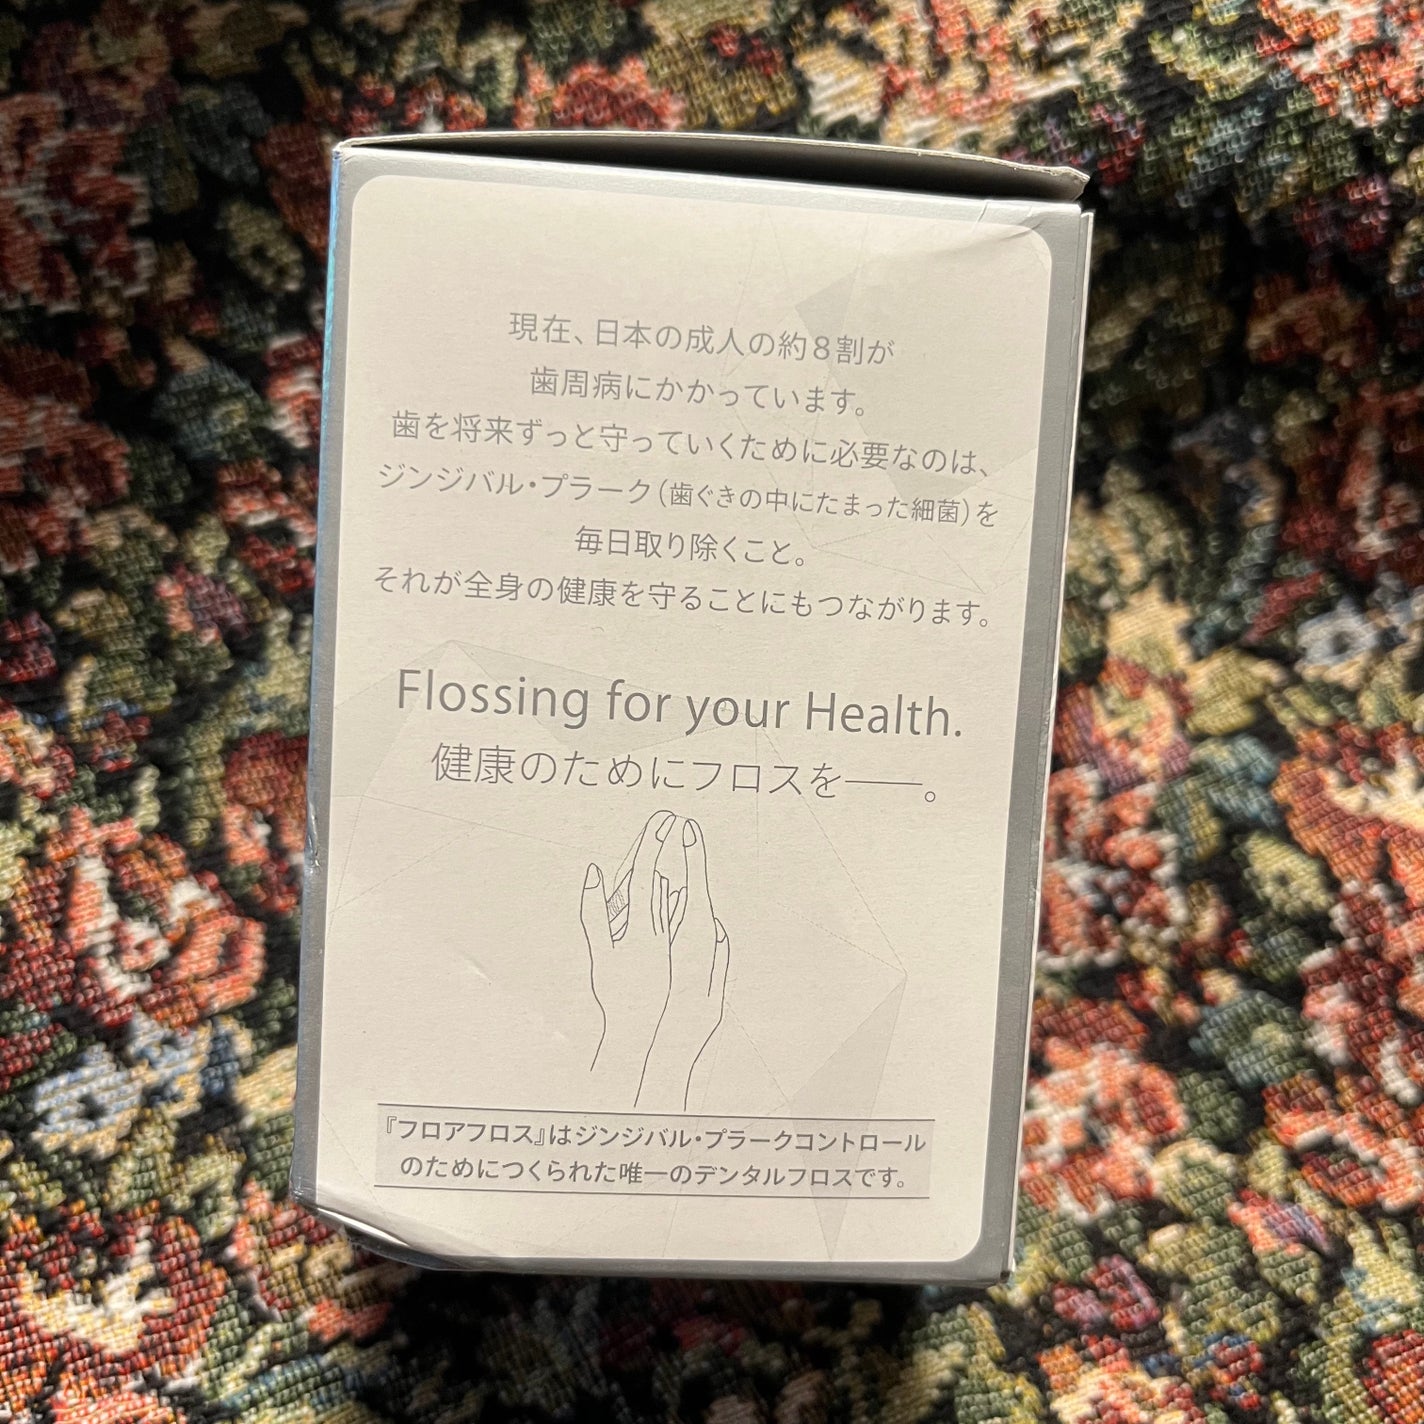 現在、日本の成人の約8割が
歯周病にかかっています。
歯を将来ずっと守っていくために必要なのは、
ジンジバル・プラーク(歯ぐきの中にたまった細菌)を
毎日取り除くこと。
それが全身の健康を守ることにもつながります。
Flossing for your Health.
健康のためにフロスを──。
『フロアフロス』はジンジバル・プラークコントロール
のためにつくられた唯一のデンタルフロスです。